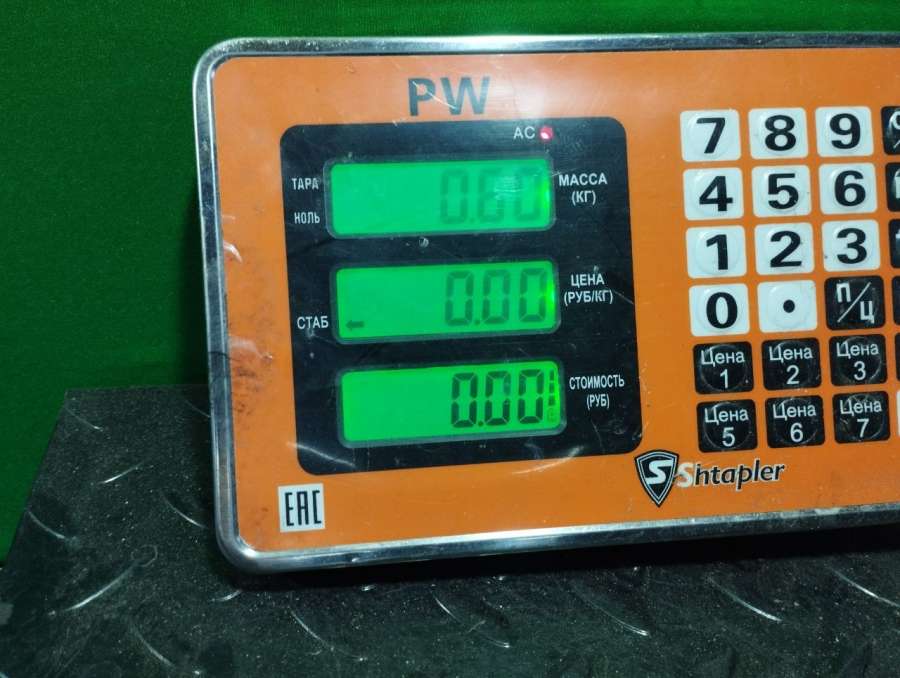 PW
AC
ТАРА
НОЛЬ
0.60
МАССА
(КГ)
СТАБ
0.00
ЦЕНА
(РУБ/КГ)
0.00
СТОИМОСТЬ
(РУБ)
7 8 9
4 5 6
1 2 3
0 . П/Ц
Цена 1 Цена 2 Цена 3
Цена 5 Цена 6 Цена 7
S Shtapler
EAC